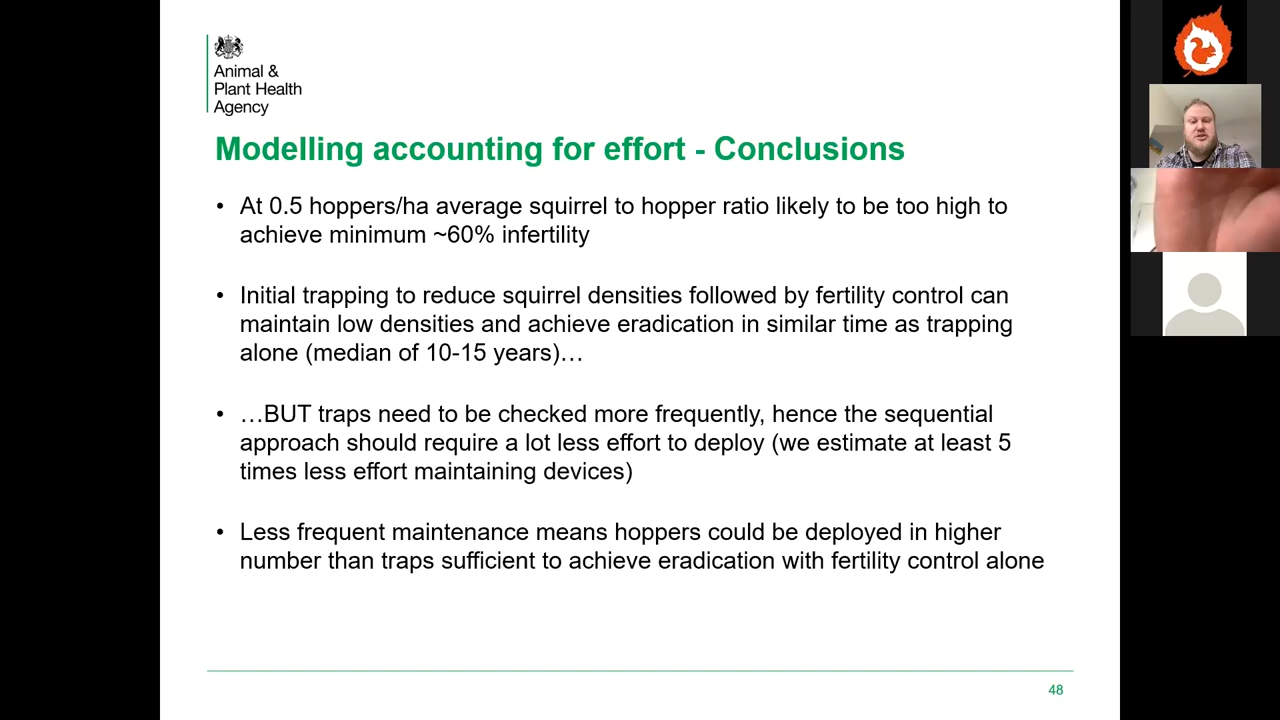 Animal &
Plant Health
Agency
Modelling accounting for effort - Conclusions
• At 0.5 hoppers/ha average squirrel to hopper ratio likely to be too high to
achieve minimum ~60% infertility
• Initial trapping to reduce squirrel densities followed by fertility control can
maintain low densities and achieve eradication in similar time as trapping
alone (median of 10-15 years)…
• …BUT traps need to be checked more frequently, hence the sequential
approach should require a lot less effort to deploy (we estimate at least 5
times less effort maintaining devices)
• Less frequent maintenance means hoppers could be deployed in higher
number than traps sufficient to achieve eradication with fertility control alone
48